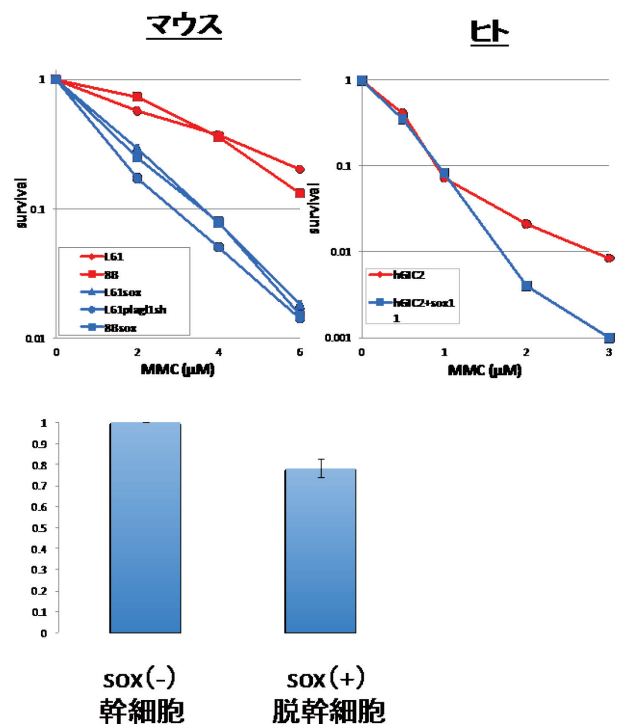 マウス
ヒト
1
0.1
0.01
survival
0
2
4
6
MMC (μM)
L61
88
L61sox
L61plagl1sh
88sox
1
0.1
0.01
0.001
survival
0
1
2
3
MMC (μM)
hGIC2
hGIC2+sox1
1
1
0.9
0.8
0.7
0.6
0.5
0.4
0.3
0.2
0.1
0
sox(-)
幹細胞
sox(+)
脱幹細胞